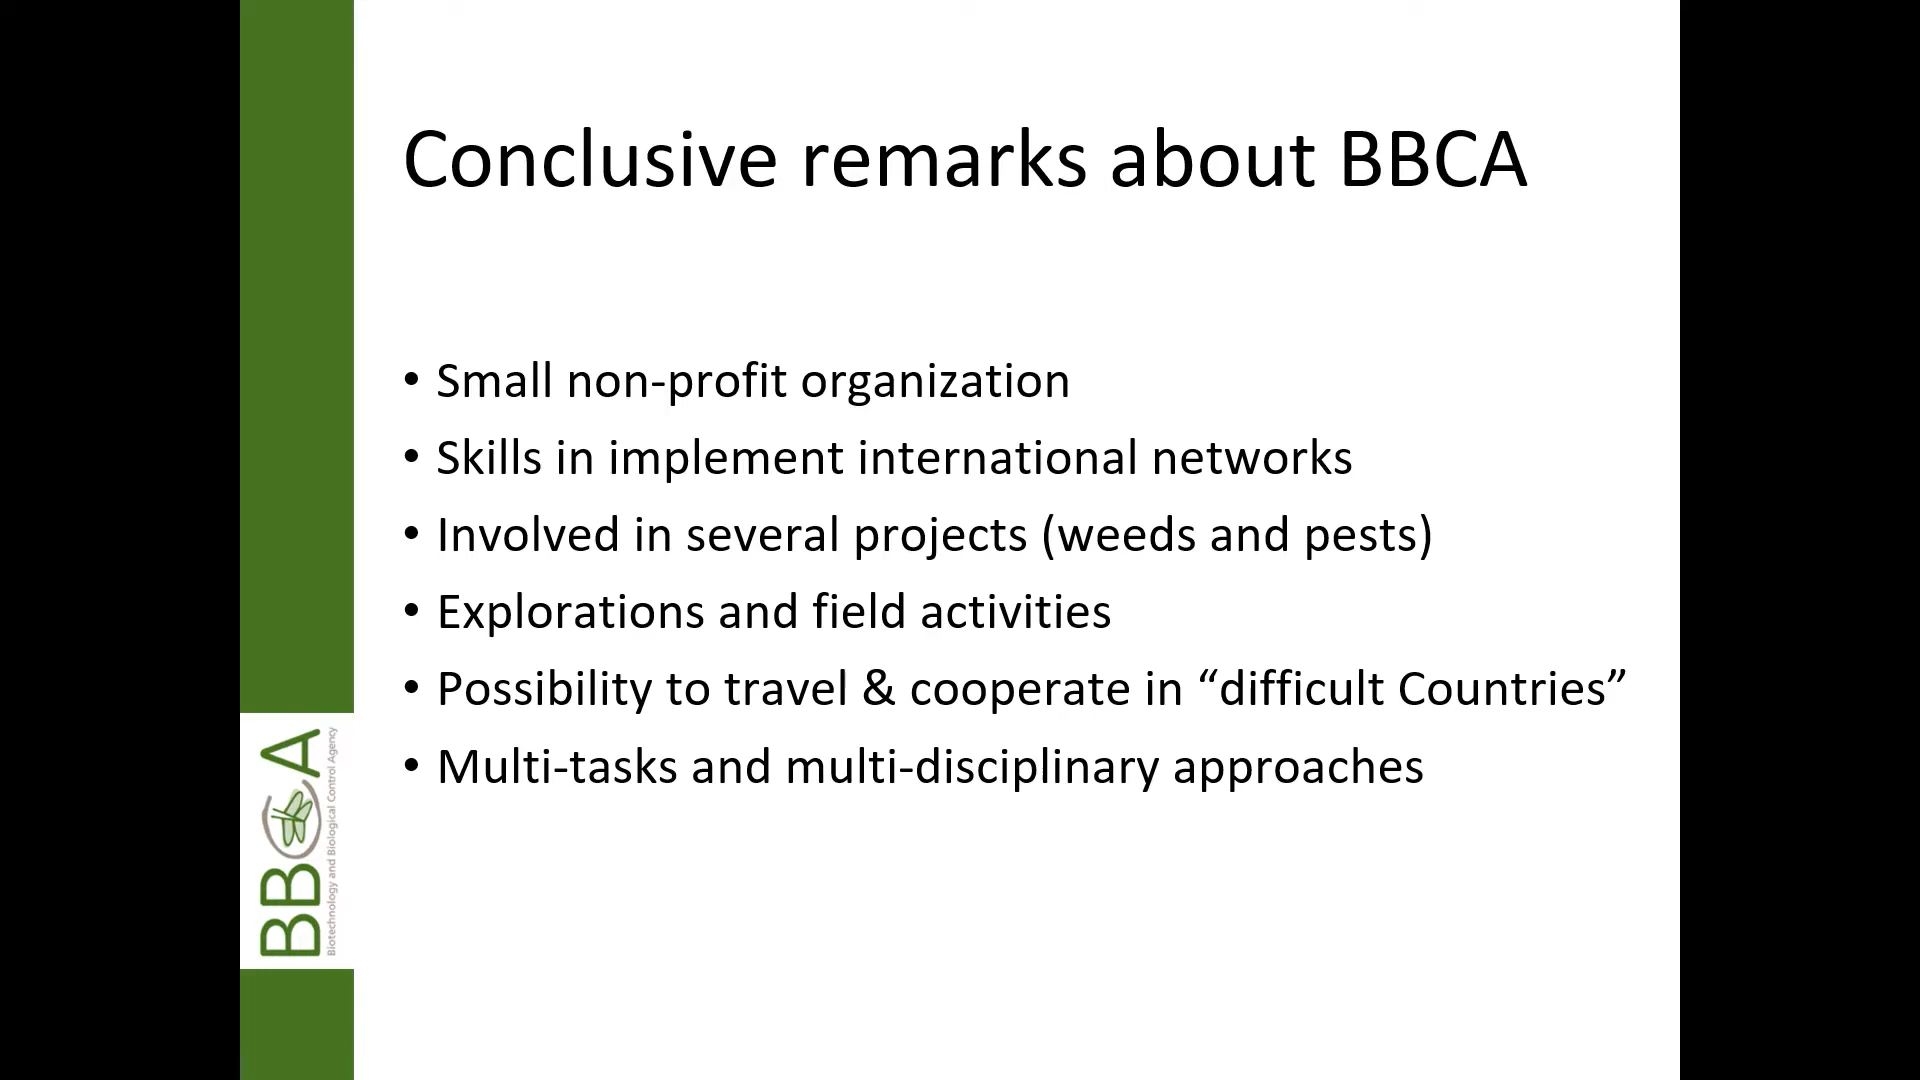 Conclusive remarks about BBCA
• Small non-profit organization
• Skills in implement international networks
• Involved in several projects (weeds and pests)
• Explorations and field activities
• Possibility to travel & cooperate in “difficult Countries”
• Multi-tasks and multi-disciplinary approaches
BBCA
Biotechnology and Biological Control Agency